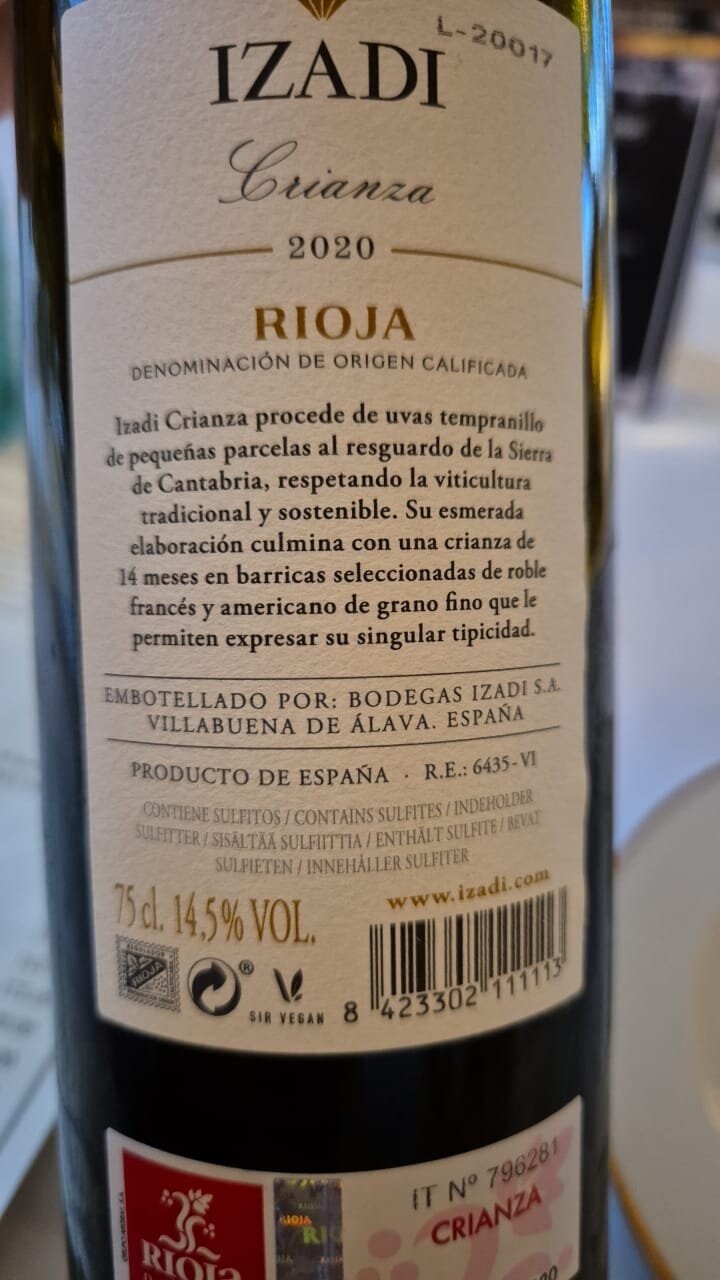 IZADI
L-20017
Crianza
2020
RIOJA
DENOMINACIÓN DE ORIGEN CALIFICADA
Izadi Crianza procede de uvas tempranillo
de pequeñas parcelas al resguardo de la Sierra
de Cantabria, respetando la viticultura
tradicional y sostenible. Su esmerada
elaboración culmina con una crianza de
14 meses en barricas seleccionadas de roble
francés y americano de grano fino que le
permiten expresar su singular tipicidad.
EMBOTELLADO POR: BODEGAS IZADI S.A.
VILLABUENA DE ÁLAVA. ESPAÑA
PRODUCTO DE ESPAÑA · R.E.: 6435-VI
CONTIENE SULFITOS / CONTAINS SULFITES / INDEHOLDER
SULFITTER / SISÄLTÄÄ SULFIITTIA / ENTHÄLT SULFITE / BEVAT
SULFIETEN / INNEHÅLLER SULFITER
www.izadi.com
75 cl. 14,5% VOL.
RIOJA
®
SIR VEGAN
8 423302 111113
IT Nº 796281
CRIANZA
RIOJA
RIOJA